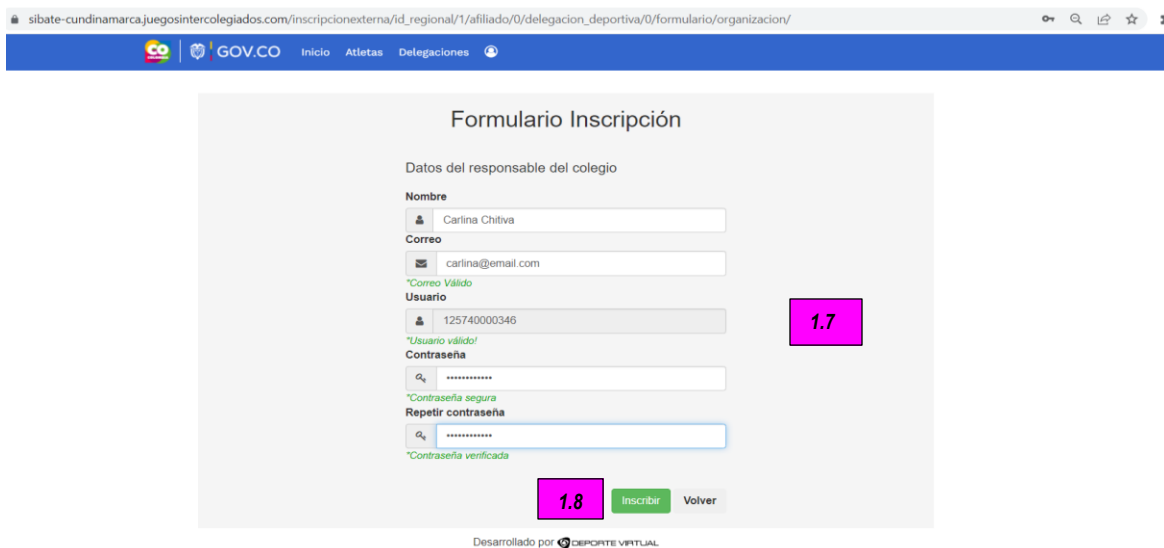 sibate-cundinamarca.juegosintercolegiados.com/inscripcionexterna/id_regional/1/afiliado/0/delegacion_deportiva/0/formulario/organizacion/
CO COLOMBIA GOV.CO Inicio Atletas Delegaciones
Formulario Inscripción
Datos del responsable del colegio
Nombre
Carlina Chitiva
Correo
carlina@email.com
*Correo Válido
Usuario
125740000346
1.7
*Usuario válido!
Contraseña
••••••••••••
*Contraseña segura
Repetir contraseña
••••••••••••
*Contraseña verificada
1.8 Inscribir Volver
Desarrollado por DEPORTE VIRTUAL